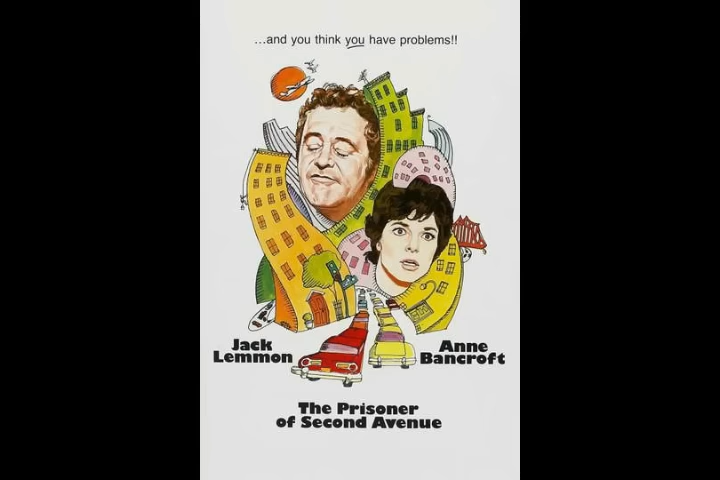 ...and you think you have problems!!
Jack
Lemmon
Anne
Bancroft
The Prisoner
of Second Avenue